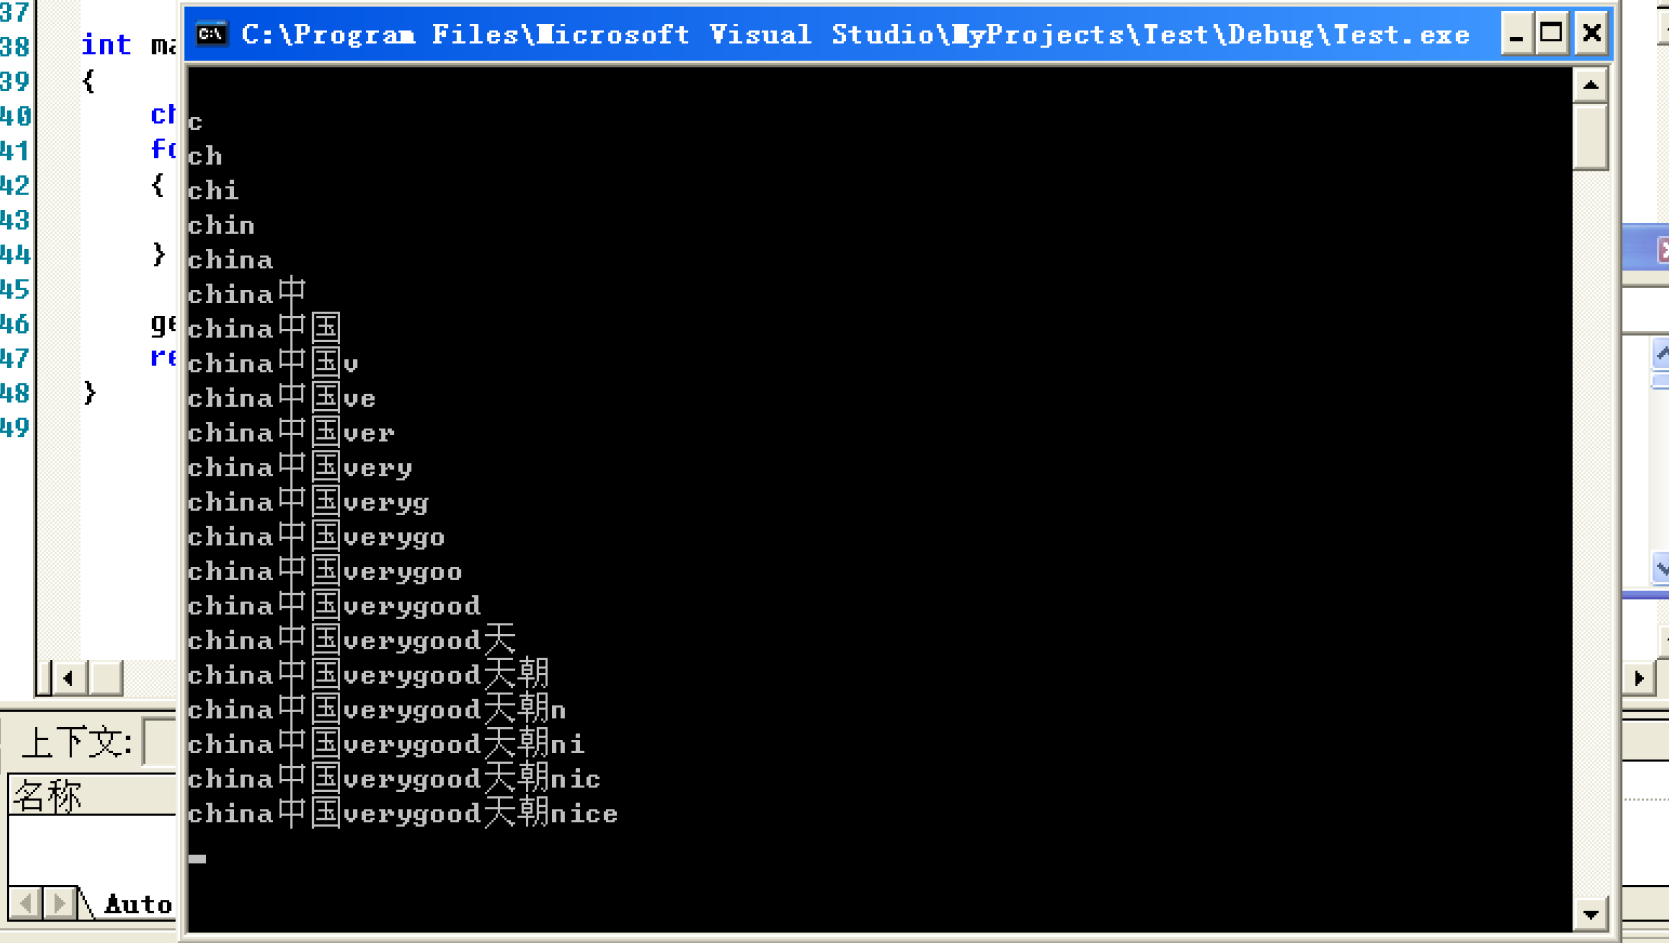 C:\Program Files\Microsoft Visual Studio\MyProjects\Test\Debug\Test.exe
37
38 int ma
39 {
40 ch
41 fo
42 {
43
44 }
45
46 ge
47 re
48 }
49
c
ch
chi
chin
china
china中
china中国
china中国v
china中国ve
china中国ver
china中国very
china中国veryg
china中国verygo
china中国verygoo
china中国verygood
china中国verygood天
china中国verygood天朝
china中国verygood天朝n
china中国verygood天朝ni
china中国verygood天朝nic
china中国verygood天朝nice
上下文:
名称
Auto